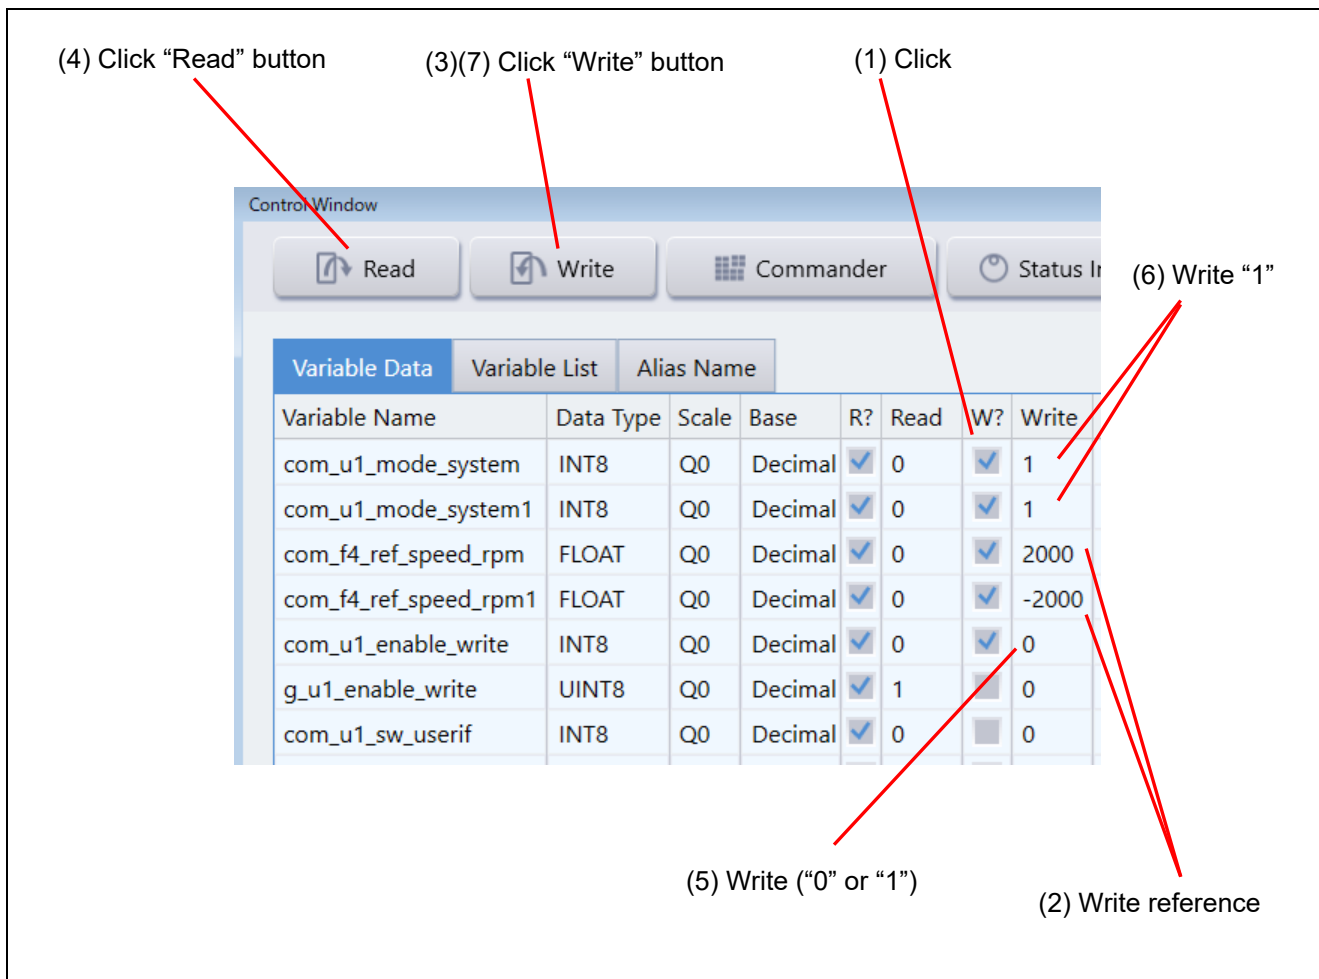 (4) Click “Read” button
(3)(7) Click “Write” button
(1) Click
Control Window
Read
Write
Commander
Status In
(6) Write “1”
Variable Data
Variable List
Alias Name
Variable Name Data Type Scale Base R? Read W? Write
com_u1_mode_system INT8 Q0 Decimal 0 1
com_u1_mode_system1 INT8 Q0 Decimal 0 1
com_f4_ref_speed_rpm FLOAT Q0 Decimal 0 2000
com_f4_ref_speed_rpm1 FLOAT Q0 Decimal 0 -2000
com_u1_enable_write INT8 Q0 Decimal 0 0
g_u1_enable_write UINT8 Q0 Decimal 1 0
com_u1_sw_userif INT8 Q0 Decimal 0 0
(5) Write (“0” or “1”)
(2) Write reference